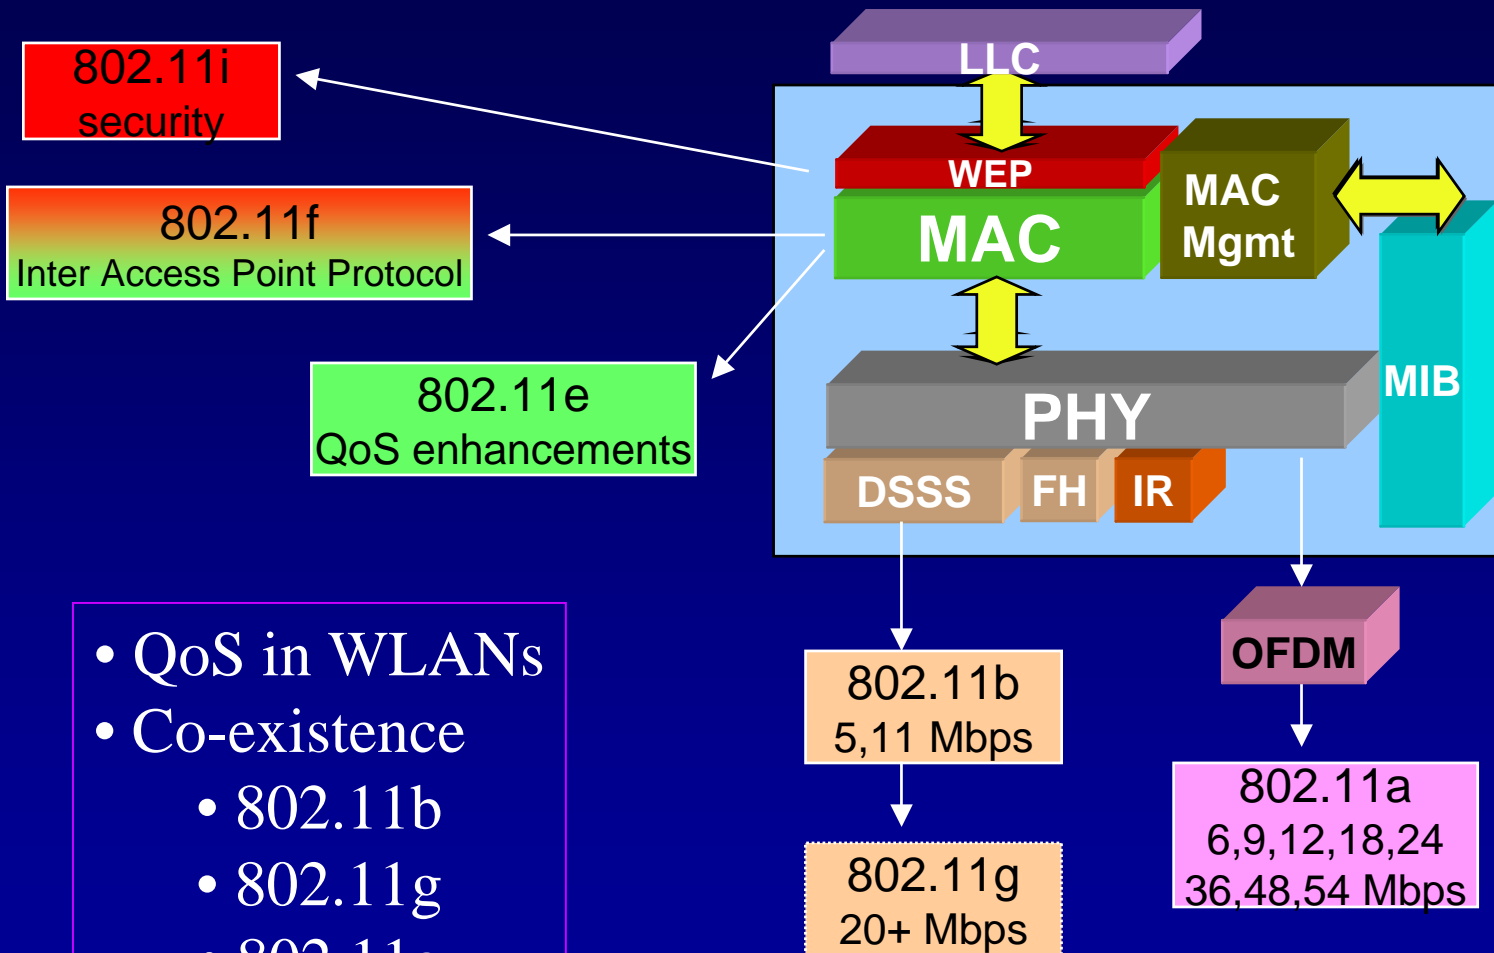 802.11i
security
802.11f
Inter Access Point Protocol
802.11e
QoS enhancements
LLC
WEP
MAC
MAC
Mgmt
PHY
MIB
DSSS
FH
IR
OFDM
802.11b
5,11 Mbps
802.11g
20+ Mbps
802.11a
6,9,12,18,24
36,48,54 Mbps
• QoS in WLANs
• Co-existence
• 802.11b
• 802.11g